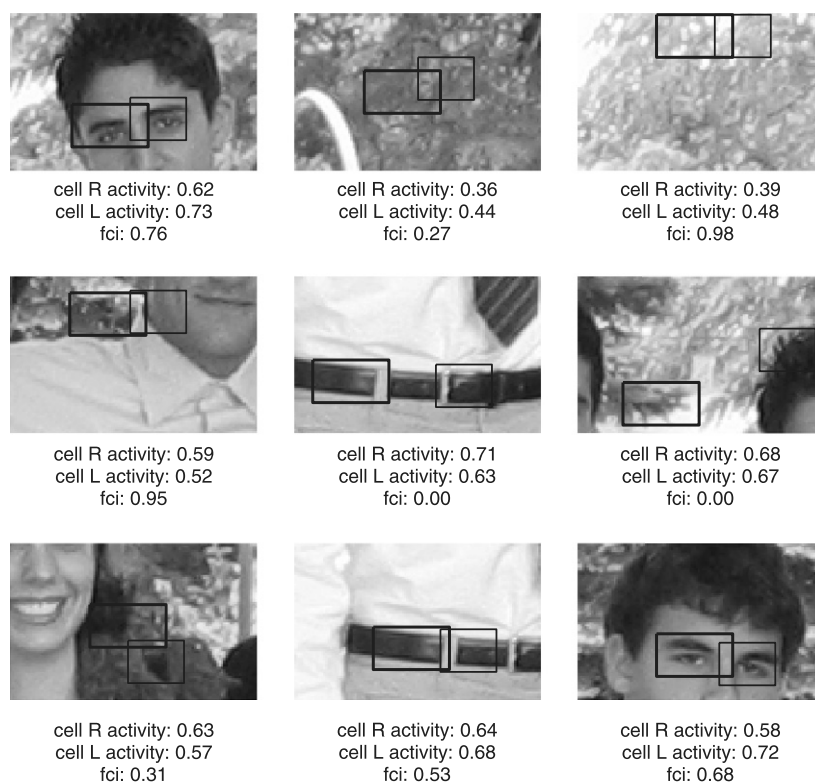 cell R activity: 0.62
cell L activity: 0.73
fci: 0.76
cell R activity: 0.36
cell L activity: 0.44
fci: 0.27
cell R activity: 0.39
cell L activity: 0.48
fci: 0.98
cell R activity: 0.59
cell L activity: 0.52
fci: 0.95
cell R activity: 0.71
cell L activity: 0.63
fci: 0.00
cell R activity: 0.68
cell L activity: 0.67
fci: 0.00
cell R activity: 0.63
cell L activity: 0.57
fci: 0.31
cell R activity: 0.64
cell L activity: 0.68
fci: 0.53
cell R activity: 0.58
cell L activity: 0.72
fci: 0.68